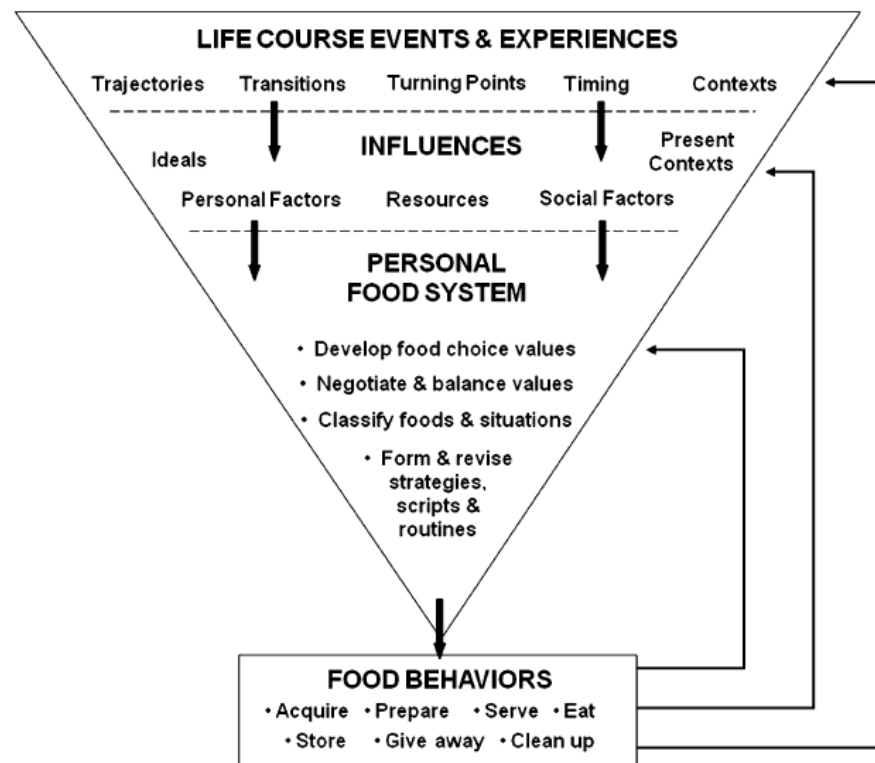 LIFE COURSE EVENTS & EXPERIENCES
Trajectories Transitions Turning Points Timing Contexts
INFLUENCES
Ideals
Present
Contexts
Personal Factors Resources Social Factors
PERSONAL
FOOD SYSTEM
• Develop food choice values
• Negotiate & balance values
• Classify foods & situations
• Form & revise
strategies,
scripts &
routines
FOOD BEHAVIORS
• Acquire • Prepare • Serve • Eat
• Store • Give away • Clean up